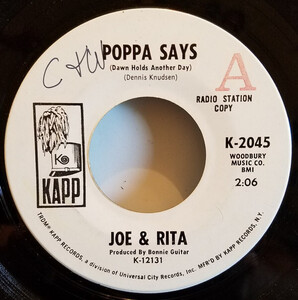 C & W
POPPA SAYS
(Dawn Holds Another Day)
(Dennis Knudsen)
A
RADIO STATION
COPY
K-2045
WOODBURY
MUSIC CO.
BMI
2:06
K
KAPP
JOE & RITA
Produced by Bonnie Guitar
K-12131
KAPP RECORDS, a division of Universal City Records, Inc. MFR'D BY KAPP RECORDS, N.Y.